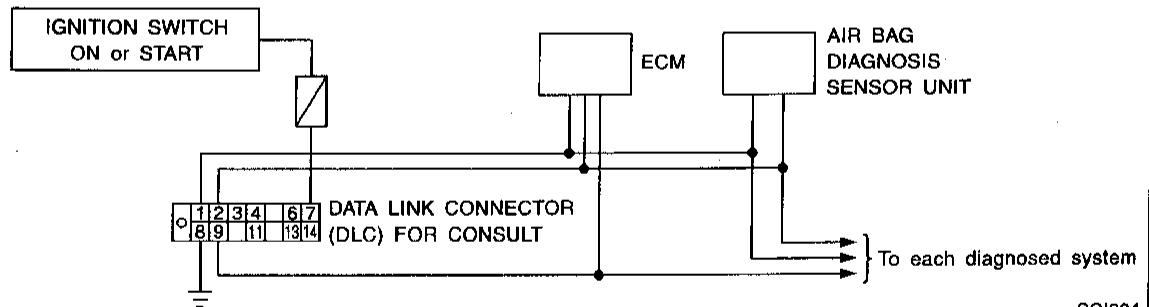 IGNITION SWITCH
ON or START
ECM
AIR BAG
DIAGNOSIS
SENSOR UNIT
1 2 3 4 6 7
8 9 11 13 14
DATA LINK CONNECTOR
(DLC) FOR CONSULT
To each diagnosed system